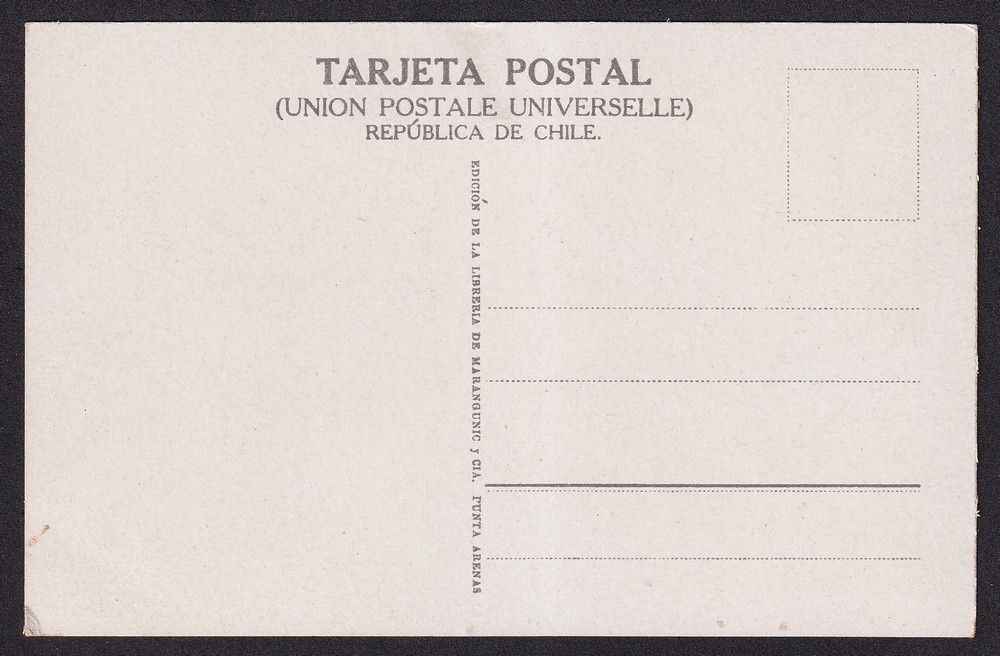 TARJETA POSTAL
(UNION POSTALE UNIVERSELLE)
REPÚBLICA DE CHILE.
EDICIÓN DE LA LIBRERIA DE MARANGUNIC y CIA. PUNTA ARENAS